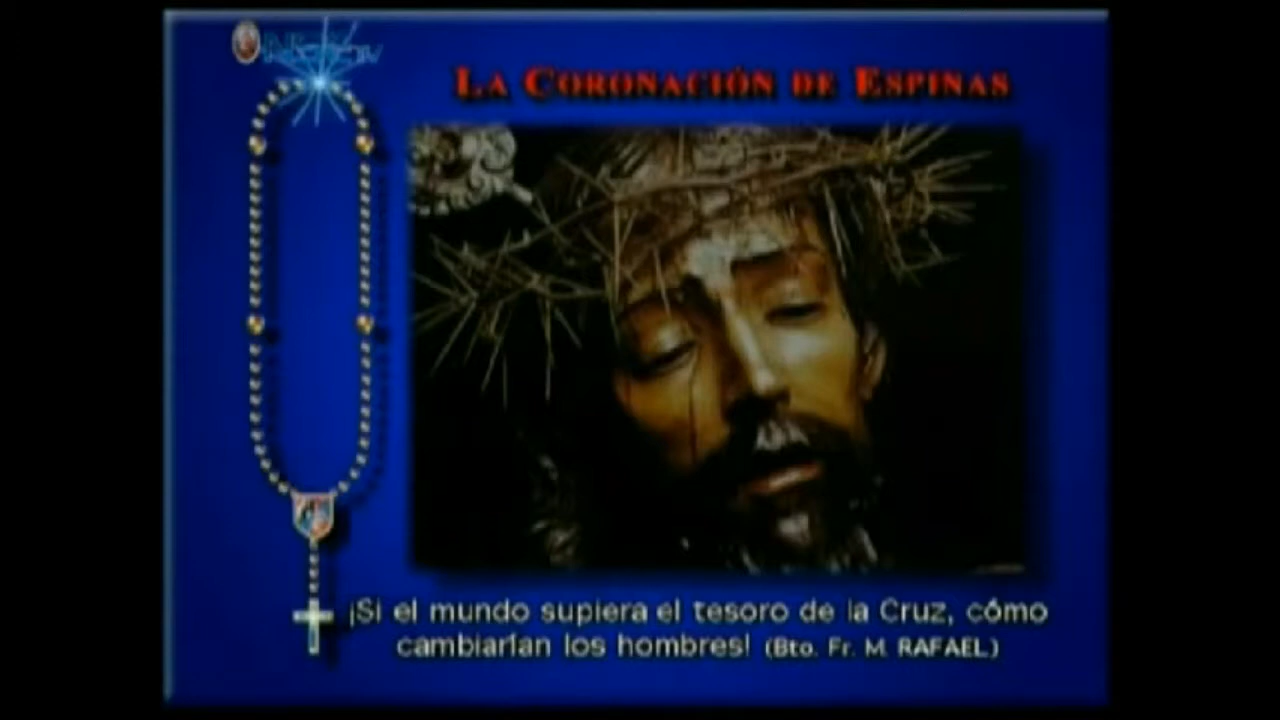 LA CORONACIÓN DE ESPINAS
¡Si el mundo supiera el tesoro de la Cruz, cómo
cambiarían los hombres! (Bto. Fr. M. RAFAEL)